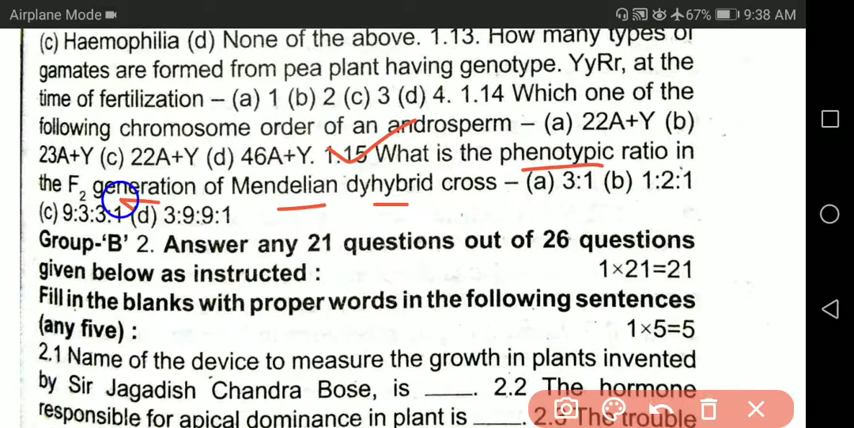 Airplane Mode 67% 9:38 AM
(c) Haemophilia (d) None of the above. 1.13. How many types of
gamates are formed from pea plant having genotype. YyRr, at the
time of fertilization – (a) 1 (b) 2 (c) 3 (d) 4. 1.14 Which one of the
following chromosome order of an androsperm – (a) 22A+Y (b)
23A+Y (c) 22A+Y (d) 46A+Y. 1.15 What is the phenotypic ratio in
the F2 generation of Mendelian dyhybrid cross – (a) 3:1 (b) 1:2:1
(c) 9:3:3:1 (d) 3:9:9:1
Group-‘B’ 2. Answer any 21 questions out of 26 questions
given below as instructed : 1×21=21
Fill in the blanks with proper words in the following sentences
(any five) : 1×5=5
2.1 Name of the device to measure the growth in plants invented
by Sir Jagadish Chandra Bose, is ____. 2.2 The hormone
responsible for apical dominance in plant is ____. 2.3 The trouble